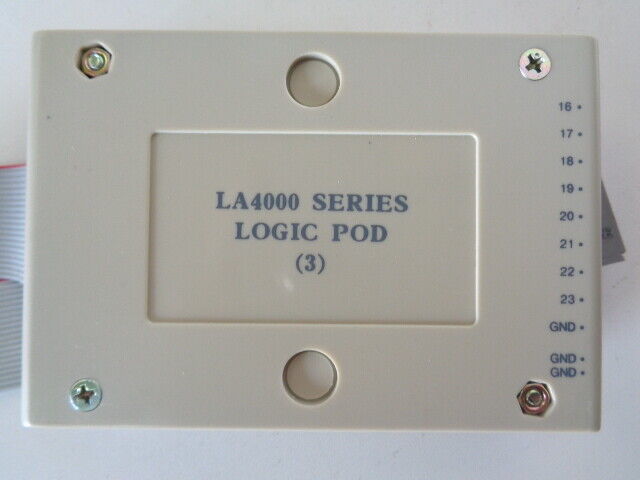 LA4000 SERIES
LOGIC POD
(3)
16
17
18
19
20
21
22
23
GND
GND
GND